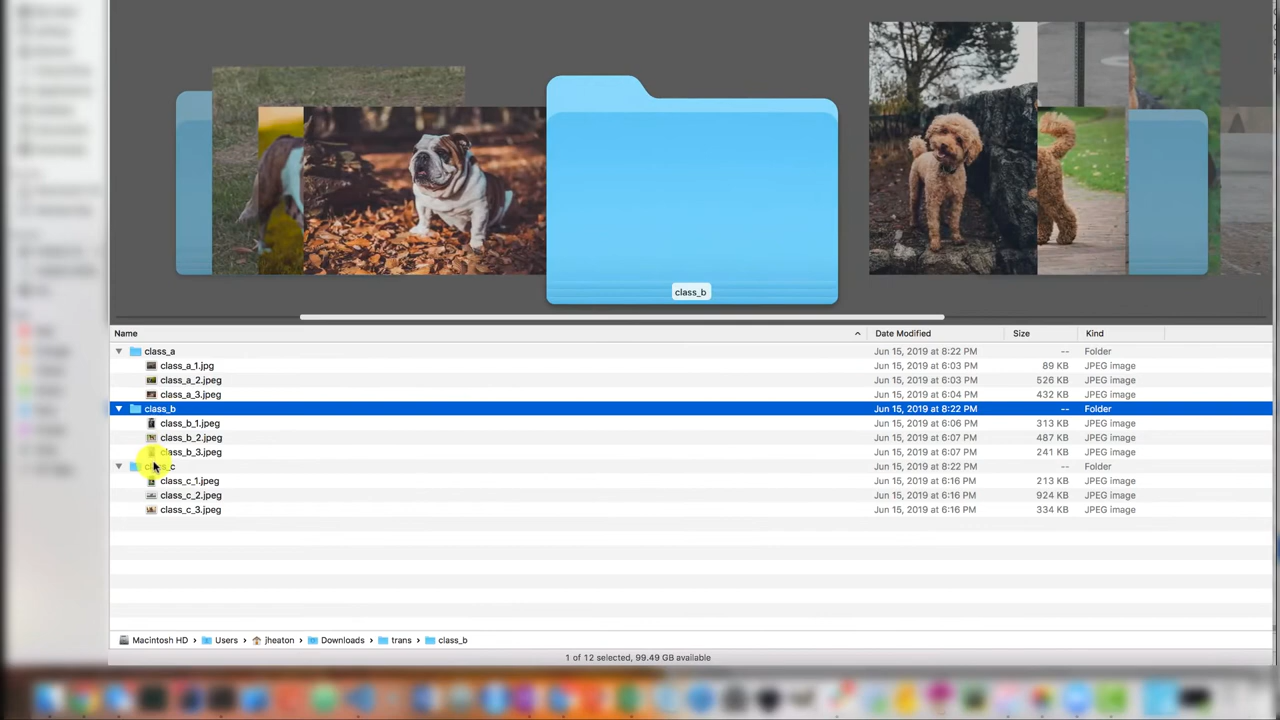 class_b
Name Date Modified Size Kind
class_a Jun 15, 2019 at 8:22 PM -- Folder
class_a_1.jpg Jun 15, 2019 at 6:03 PM 89 KB JPEG image
class_a_2.jpeg Jun 15, 2019 at 6:03 PM 526 KB JPEG image
class_a_3.jpeg Jun 15, 2019 at 6:04 PM 432 KB JPEG image
class_b Jun 15, 2019 at 8:22 PM -- Folder
class_b_1.jpeg Jun 15, 2019 at 6:06 PM 313 KB JPEG image
class_b_2.jpeg Jun 15, 2019 at 6:07 PM 487 KB JPEG image
class_b_3.jpeg Jun 15, 2019 at 6:07 PM 241 KB JPEG image
class_c Jun 15, 2019 at 8:22 PM -- Folder
class_c_1.jpeg Jun 15, 2019 at 6:16 PM 213 KB JPEG image
class_c_2.jpeg Jun 15, 2019 at 6:16 PM 924 KB JPEG image
class_c_3.jpeg Jun 15, 2019 at 6:16 PM 334 KB JPEG image
Macintosh HD › Users › jheaton › Downloads › trans › class_b
1 of 12 selected, 99.49 GB available